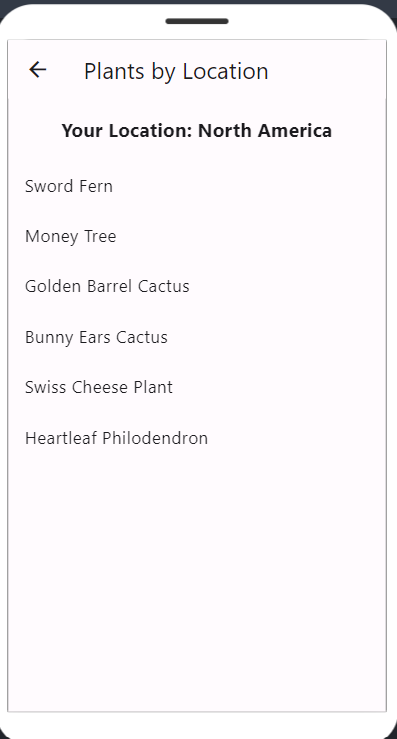 Plants by Location
Your Location: North America
Sword Fern
Money Tree
Golden Barrel Cactus
Bunny Ears Cactus
Swiss Cheese Plant
Heartleaf Philodendron